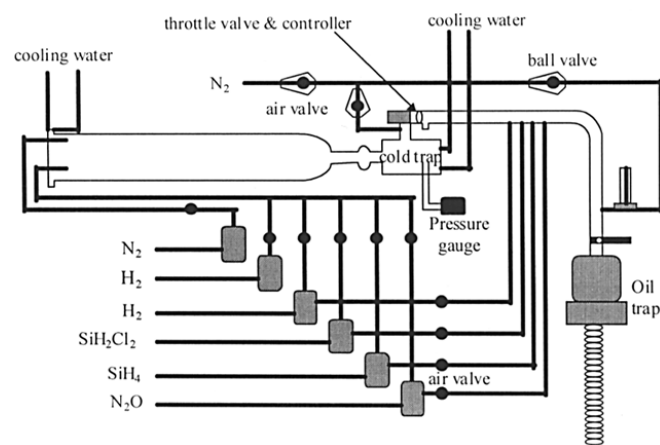 throttle valve & controller
cooling water
cooling water
ball valve
N₂
air valve
cold trap
Pressure
gauge
N₂
H₂
H₂
SiH₂Cl₂
SiH₄
N₂O
air valve
Oil
trap